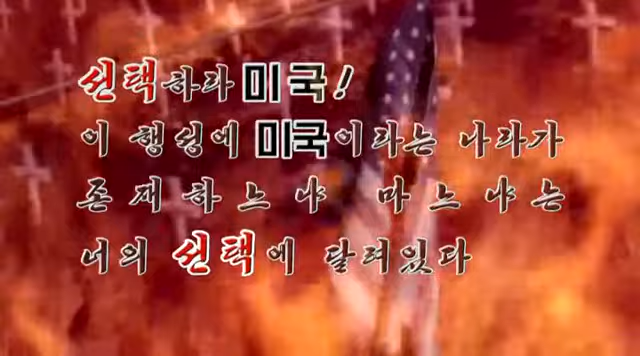 선택하라 미국!
이 행성에 미국이라는 나라가
존재하느냐 마느냐는
너의 선택에 달려있다